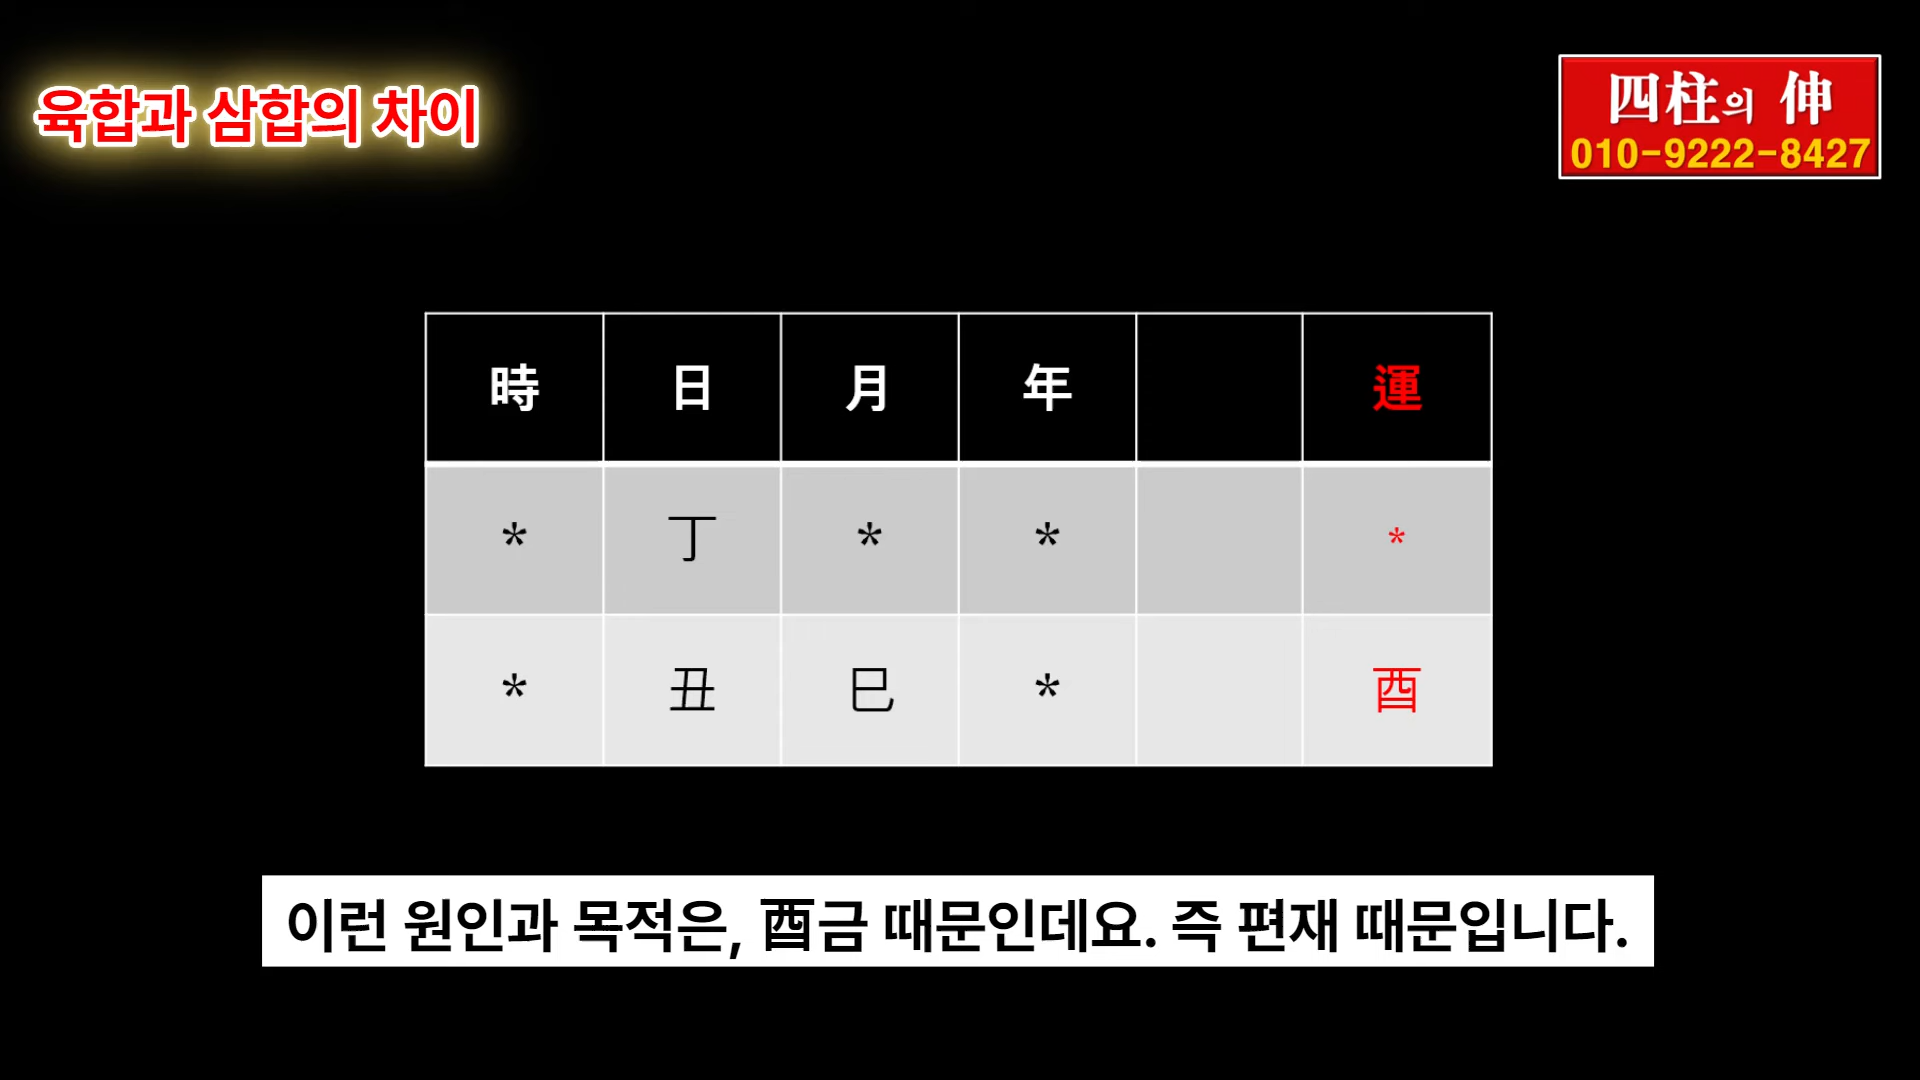 육합과 삼합의 차이
四柱의 伸
010-9222-8427
時 日 月 年 運
* 丁 * * *
* 丑 巳 * 酉
이런 원인과 목적은, 酉금 때문인데요. 즉 편재 때문입니다.